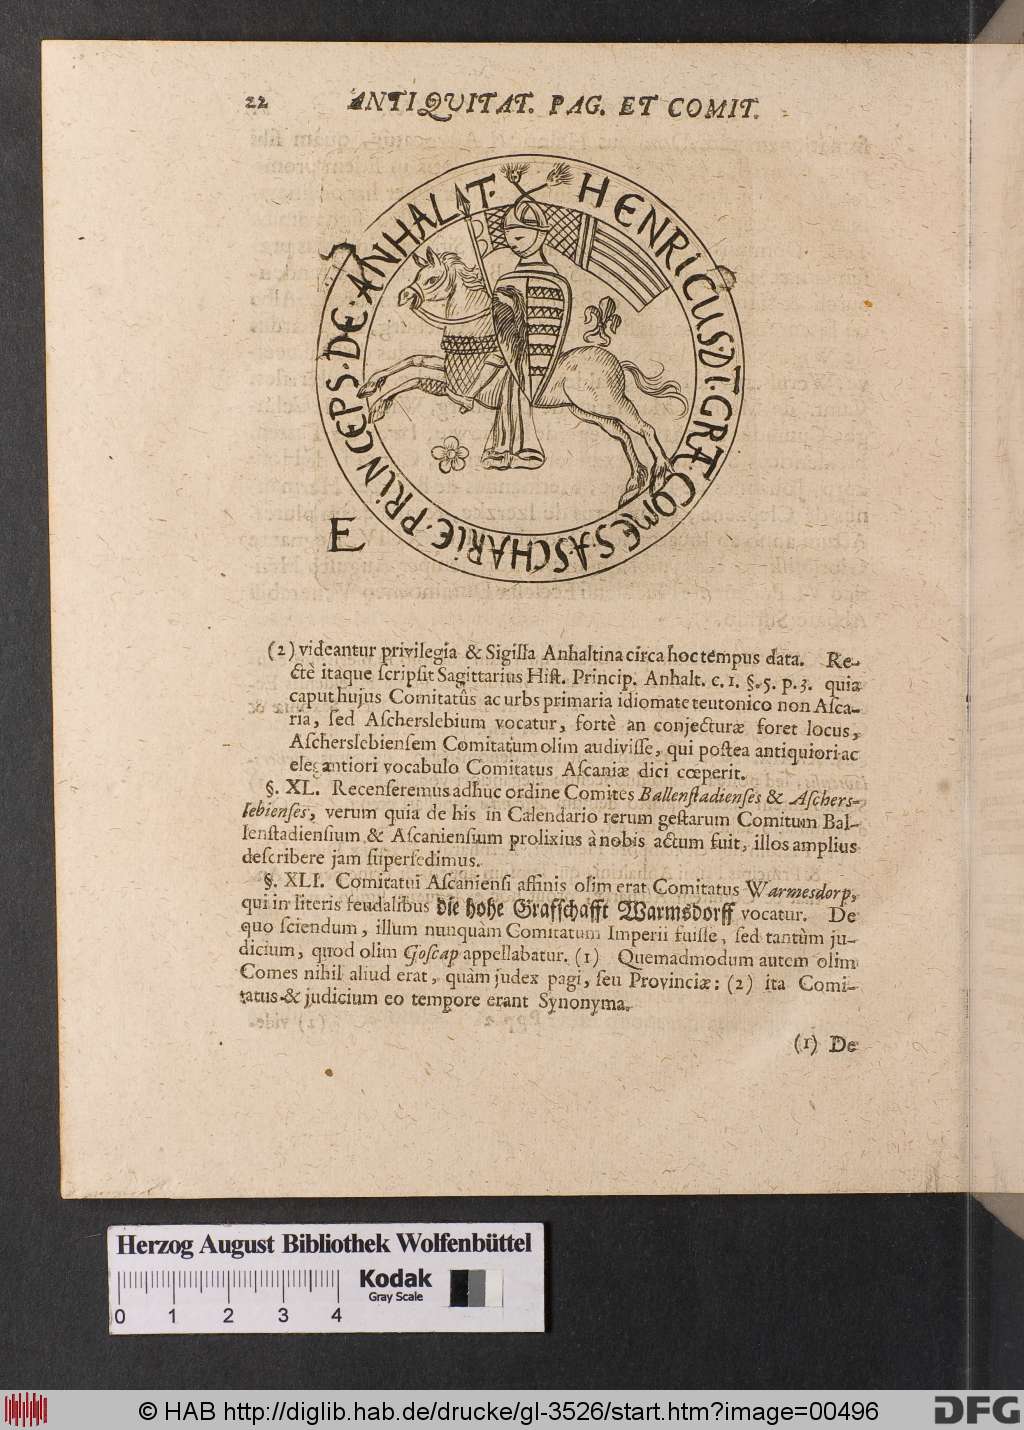 22 ANTIQVITAT. PAG. ET COMIT.
HENRICUS·DI·GRA·COMES·ASCHARIE·PRINCEPS·DE·ANHALIT·
E
(2) videantur privilegia & Sigilla Anhaltina circa hoc tempus data. Re-
ctè itaque scripsit Sagittarius Hist. Princip. Anhalt. c. 1. §. 5. p. 3. quia
caput hujus Comitatûs ac urbs primaria idiomate teutonico non Asca-
ria, sed Ascherslebium vocatur, fortè an conjecturæ foret locus,
Ascherslebiensem Comitatum olim audivisse, qui postea antiquiori ac
elegantiori vocabulo Comitatus Ascaniæ dici cœperit.
§. XL. Recenseremus adhuc ordine Comites Ballenstadienses & Aschers-
lebienses, verum quia de his in Calendario rerum gestarum Comitum Bal-
lenstadiensium & Ascaniensium prolixius à nobis actum fuit, illos amplius
describere jam supersedimus.
§. XLI. Comitatui Ascaniensi affinis olim erat Comitatus Warmesdorp,
qui in literis feudalibus die hohe Grafschafft Warmsdorff vocatur. De
quo sciendum, illum nunquàm Comitatum Imperii fuisse, sed tantùm ju-
dicium, quod olim Goscap appellabatur. (1) Quemadmodum autem olim
Comes nihil aliud erat, quàm judex pagi, seu Provinciæ: (2) ita Comi-
tatus & judicium eo tempore erant Synonyma.
(1) De
Herzog August Bibliothek Wolfenbüttel
Kodak
Gray Scale
0 1 2 3 4
© HAB http://diglib.hab.de/drucke/gl-3526/start.htm?image=00496
DFG